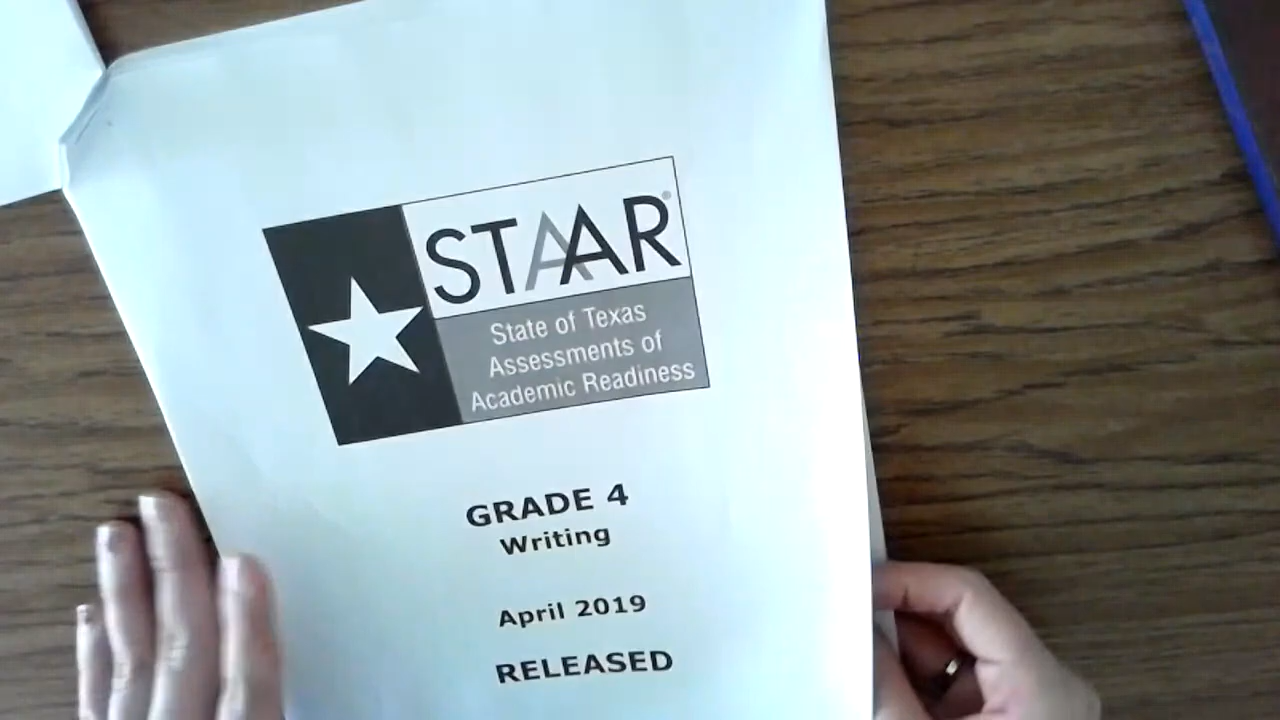 STAAR®
State of Texas
Assessments of
Academic Readiness
GRADE 4
Writing
April 2019
RELEASED